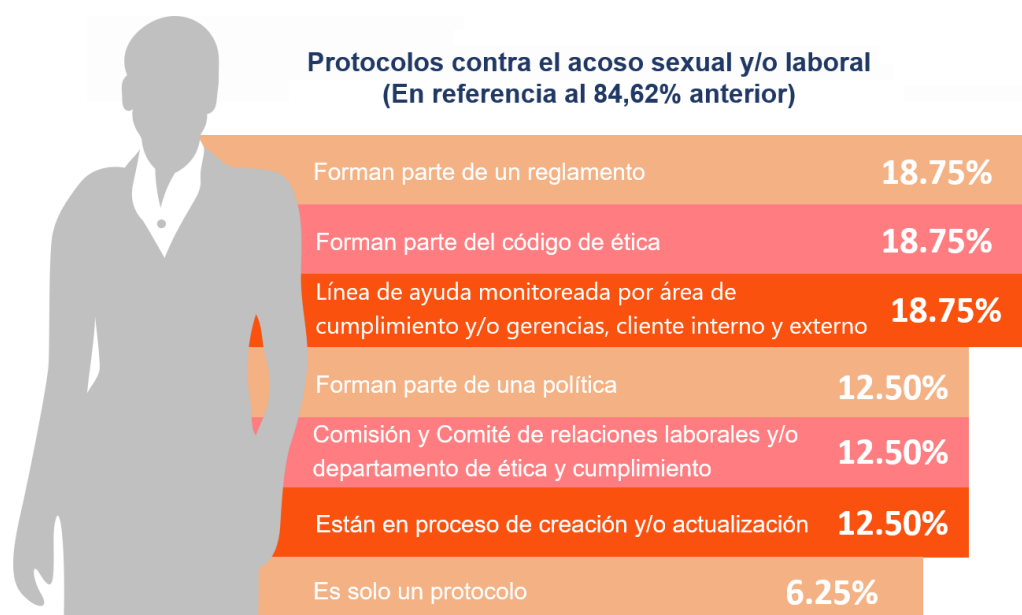 Protocolos contra el acoso sexual y/o laboral
(En referencia al 84,62% anterior)
Forman parte de un reglamento 18.75%
Forman parte del código de ética 18.75%
Línea de ayuda monitoreada por área de
cumplimiento y/o gerencias, cliente interno y externo 18.75%
Forman parte de una política 12.50%
Comisión y Comité de relaciones laborales y/o
departamento de ética y cumplimiento 12.50%
Están en proceso de creación y/o actualización 12.50%
Es solo un protocolo 6.25%